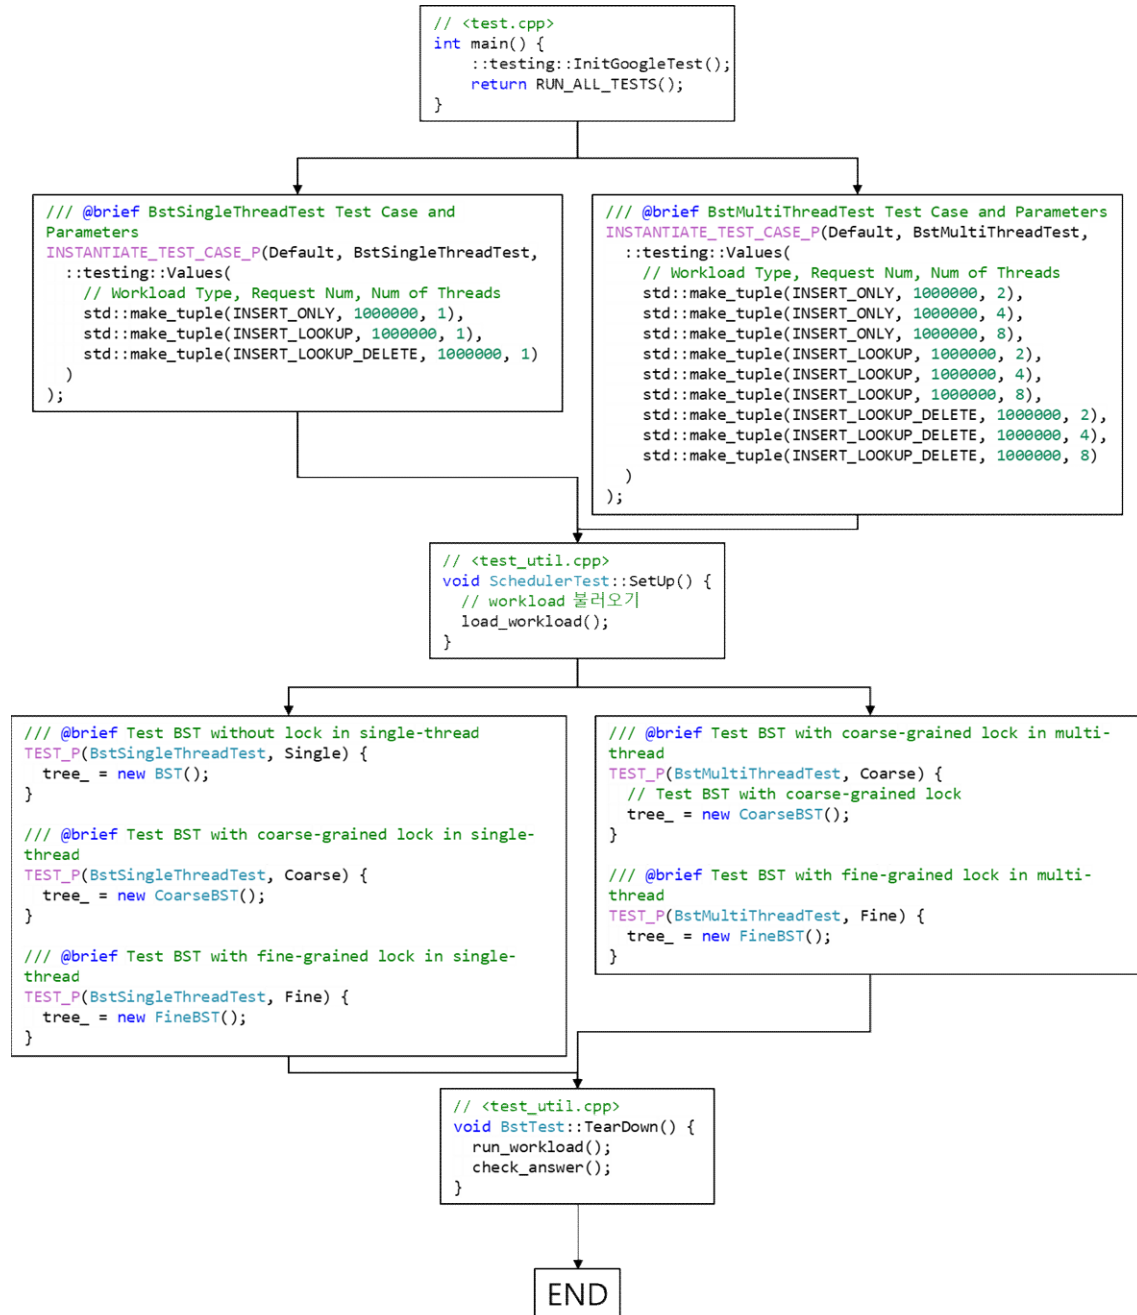 // <test.cpp>
int main() {
    ::testing::InitGoogleTest();
    return RUN_ALL_TESTS();
}
/// @brief BstSingleThreadTest Test Case and
Parameters
INSTANTIATE_TEST_CASE_P(Default, BstSingleThreadTest,
  ::testing::Values(
    // Workload Type, Request Num, Num of Threads
    std::make_tuple(INSERT_ONLY, 1000000, 1),
    std::make_tuple(INSERT_LOOKUP, 1000000, 1),
    std::make_tuple(INSERT_LOOKUP_DELETE, 1000000, 1)
  )
);
/// @brief BstMultiThreadTest Test Case and Parameters
INSTANTIATE_TEST_CASE_P(Default, BstMultiThreadTest,
  ::testing::Values(
    // Workload Type, Request Num, Num of Threads
    std::make_tuple(INSERT_ONLY, 1000000, 2),
    std::make_tuple(INSERT_ONLY, 1000000, 4),
    std::make_tuple(INSERT_ONLY, 1000000, 8),
    std::make_tuple(INSERT_LOOKUP, 1000000, 2),
    std::make_tuple(INSERT_LOOKUP, 1000000, 4),
    std::make_tuple(INSERT_LOOKUP, 1000000, 8),
    std::make_tuple(INSERT_LOOKUP_DELETE, 1000000, 2),
    std::make_tuple(INSERT_LOOKUP_DELETE, 1000000, 4),
    std::make_tuple(INSERT_LOOKUP_DELETE, 1000000, 8)
  )
);
// <test_util.cpp>
void SchedulerTest::SetUp() {
  // workload 불러오기
  load_workload();
}
/// @brief Test BST without lock in single-thread
TEST_P(BstSingleThreadTest, Single) {
  tree_ = new BST();
}
/// @brief Test BST with coarse-grained lock in single-
thread
TEST_P(BstSingleThreadTest, Coarse) {
  tree_ = new CoarseBST();
}
/// @brief Test BST with fine-grained lock in single-
thread
TEST_P(BstSingleThreadTest, Fine) {
  tree_ = new FineBST();
}
/// @brief Test BST with coarse-grained lock in multi-
thread
TEST_P(BstMultiThreadTest, Coarse) {
  // Test BST with coarse-grained lock
  tree_ = new CoarseBST();
}
/// @brief Test BST with fine-grained lock in multi-
thread
TEST_P(BstMultiThreadTest, Fine) {
  tree_ = new FineBST();
}
// <test_util.cpp>
void BstTest::TearDown() {
  run_workload();
  check_answer();
}
END